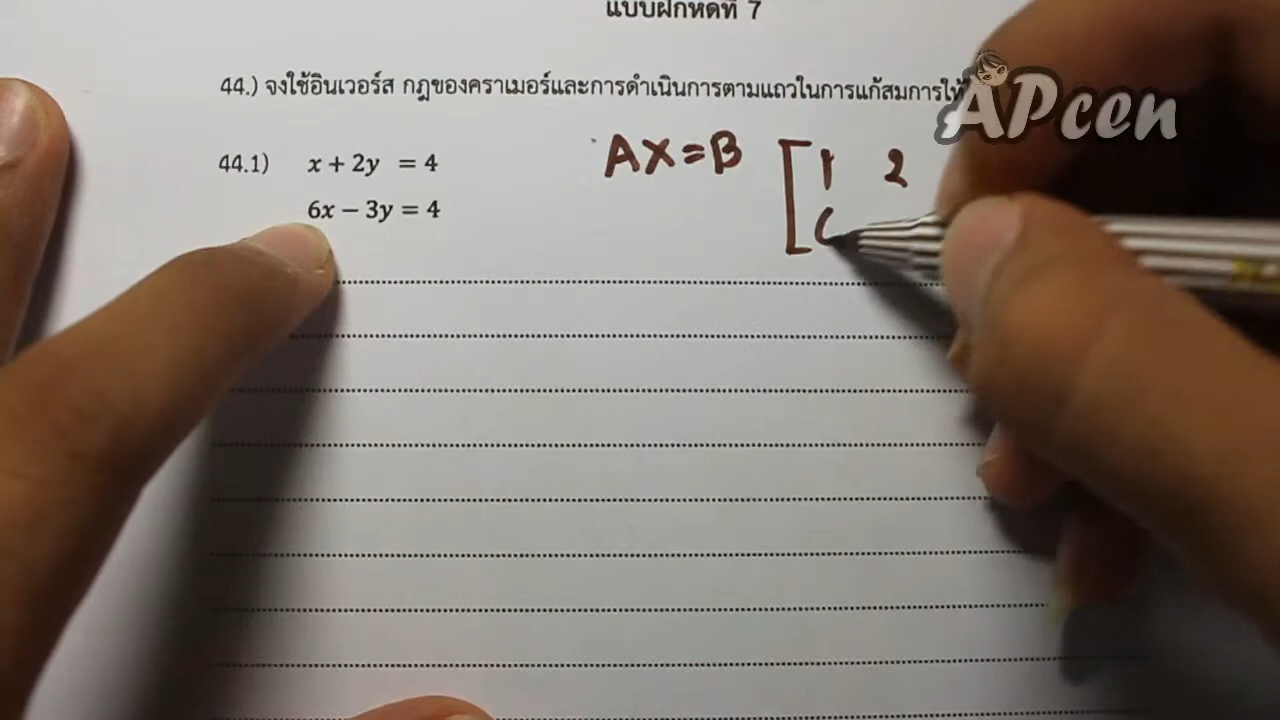 แบบฝึกหัดที่ 7
44.) จงใช้อินเวอร์ส กฎของคราเมอร์และการดำเนินการตามแถวในการแก้สมการให้
APcen
44.1) x + 2y = 4
6x − 3y = 4
AX=B [1 2